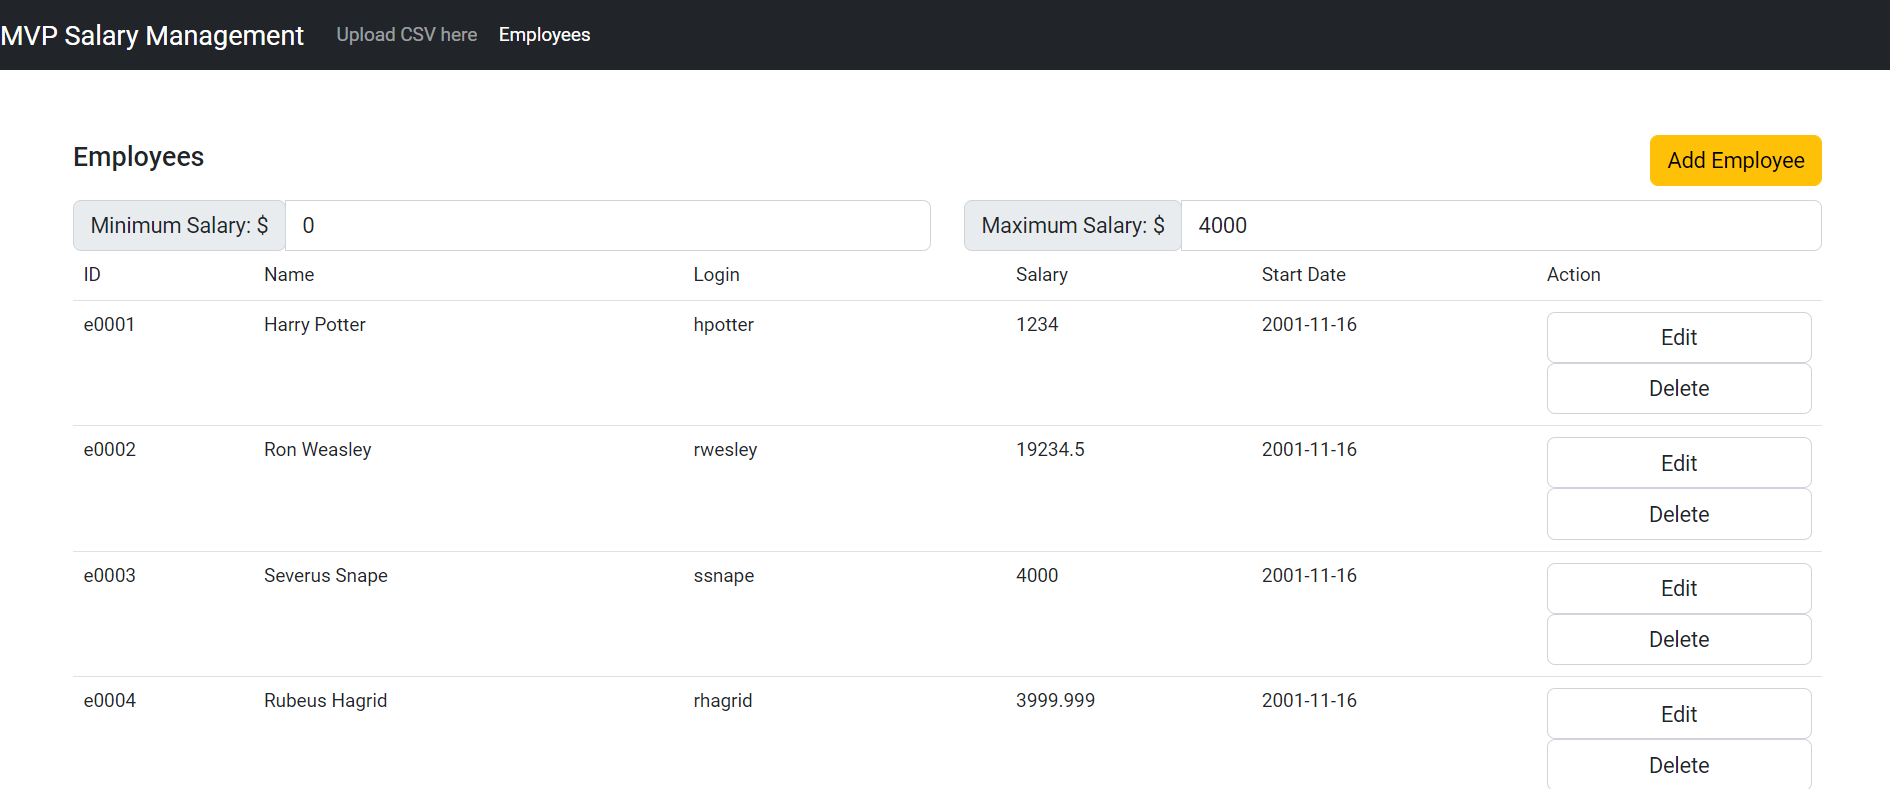 MVP Salary Management Upload CSV here Employees
Employees Add Employee
Minimum Salary: $ 0 Maximum Salary: $ 4000
ID Name Login Salary Start Date Action
e0001 Harry Potter hpotter 1234 2001-11-16 Edit
Delete
e0002 Ron Weasley rwesley 19234.5 2001-11-16 Edit
Delete
e0003 Severus Snape ssnape 4000 2001-11-16 Edit
Delete
e0004 Rubeus Hagrid rhagrid 3999.999 2001-11-16 Edit
Delete